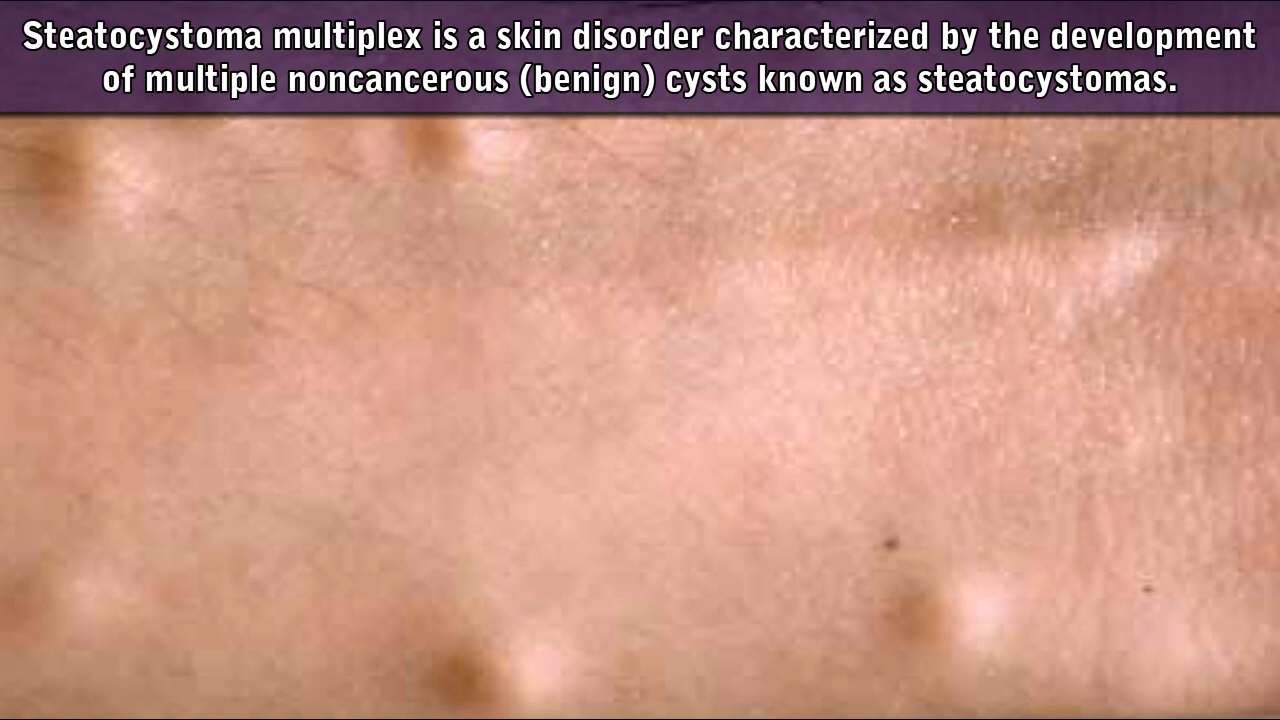 Steatocystoma multiplex is a skin disorder characterized by the development
of multiple noncancerous (benign) cysts known as steatocystomas.